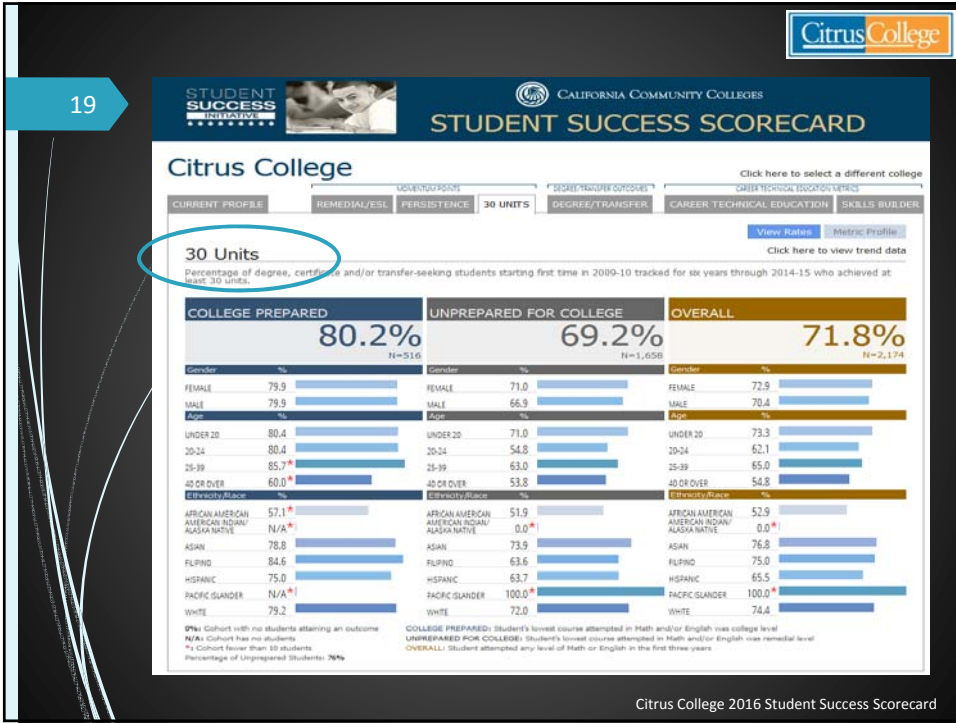 Citrus College
19
STUDENT
SUCCESS
INITIATIVE
CALIFORNIA COMMUNITY COLLEGES
STUDENT SUCCESS SCORECARD
Citrus College
Click here to select a different college
MOMENTUM POINTS DEGREE/TRANSFER OUTCOMES CAREER TECHNICAL EDUCATION METRICS
CURRENT PROFILE REMEDIAL/ESL PERSISTENCE 30 UNITS DEGREE/TRANSFER CAREER TECHNICAL EDUCATION SKILLS BUILDER
View Rates Metric Profile
30 Units
Click here to view trend data
Percentage of degree, certificate and/or transfer-seeking students starting first time in 2009-10 tracked for six years through 2014-15 who achieved at
least 30 units.
COLLEGE PREPARED UNPREPARED FOR COLLEGE OVERALL
80.2% 69.2% 71.8%
N=516 N=1,658 N=2,174
Gender % Gender % Gender %
FEMALE 79.9 FEMALE 71.0 FEMALE 72.9
MALE 79.9 MALE 66.9 MALE 70.4
Age % Age % Age %
UNDER 20 80.4 UNDER 20 71.0 UNDER 20 73.3
20-24 80.4 20-24 54.8 20-24 62.1
25-39 85.7* 25-39 63.0 25-39 65.0
40 OR OVER 60.0* 40 OR OVER 53.8 40 OR OVER 54.8
Ethnicity/Race % Ethnicity/Race % Ethnicity/Race %
AFRICAN AMERICAN 57.1* AFRICAN AMERICAN 51.9 AFRICAN AMERICAN 52.9
AMERICAN INDIAN/ ALASKA NATIVE N/A* AMERICAN INDIAN/ ALASKA NATIVE 0.0* AMERICAN INDIAN/ ALASKA NATIVE 0.0*
ASIAN 78.8 ASIAN 73.9 ASIAN 76.8
FILIPINO 84.6 FILIPINO 63.6 FILIPINO 75.0
HISPANIC 75.0 HISPANIC 63.7 HISPANIC 65.5
PACIFIC ISLANDER N/A* PACIFIC ISLANDER 100.0* PACIFIC ISLANDER 100.0*
WHITE 79.2 WHITE 72.0 WHITE 74.4
0%: Cohort with no students attaining an outcome COLLEGE PREPARED: Student's lowest course attempted in Math and/or English was college level
N/A: Cohort has no students UNPREPARED FOR COLLEGE: Student's lowest course attempted in Math and/or English was remedial level
*: Cohort fewer than 10 students OVERALL: Student attempted any level of Math or English in the first three years
Percentage of Unprepared Students: 76%
Citrus College 2016 Student Success Scorecard